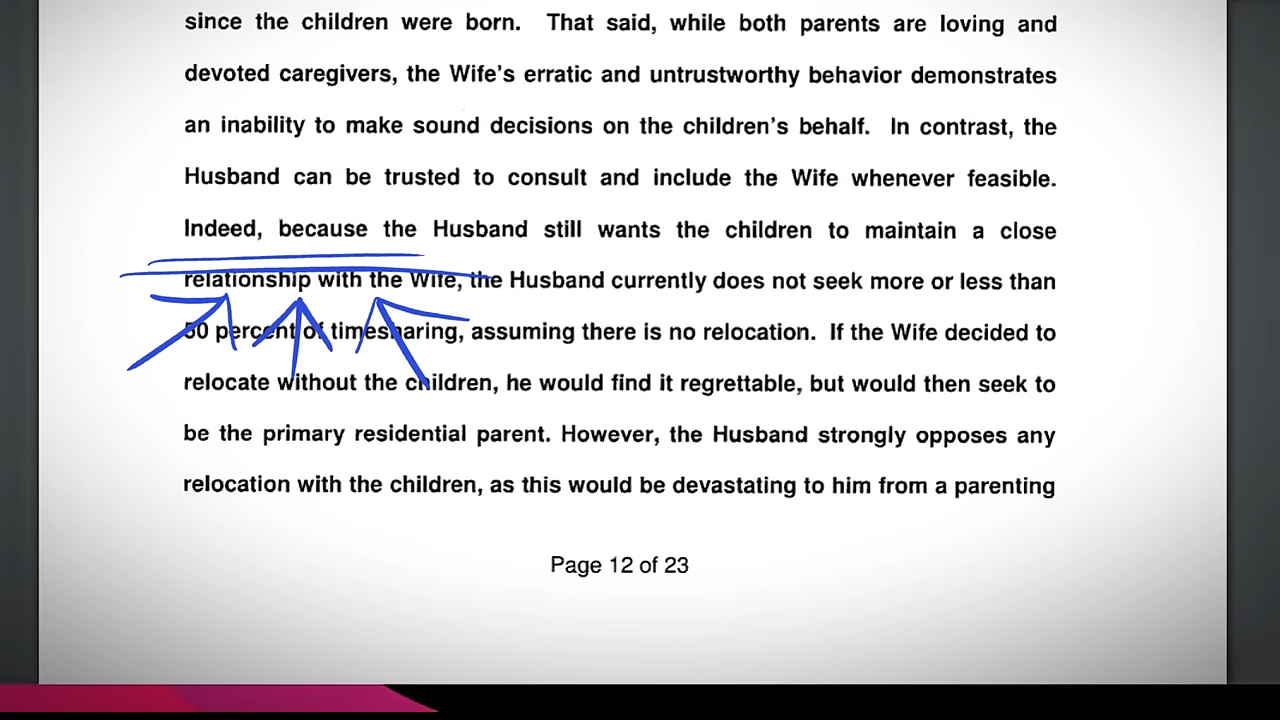 since the children were born. That said, while both parents are loving and
devoted caregivers, the Wife's erratic and untrustworthy behavior demonstrates
an inability to make sound decisions on the children's behalf. In contrast, the
Husband can be trusted to consult and include the Wife whenever feasible.
Indeed, because the Husband still wants the children to maintain a close
relationship with the Wife, the Husband currently does not seek more or less than
50 percent of timesharing, assuming there is no relocation. If the Wife decided to
relocate without the children, he would find it regrettable, but would then seek to
be the primary residential parent. However, the Husband strongly opposes any
relocation with the children, as this would be devastating to him from a parenting
Page 12 of 23